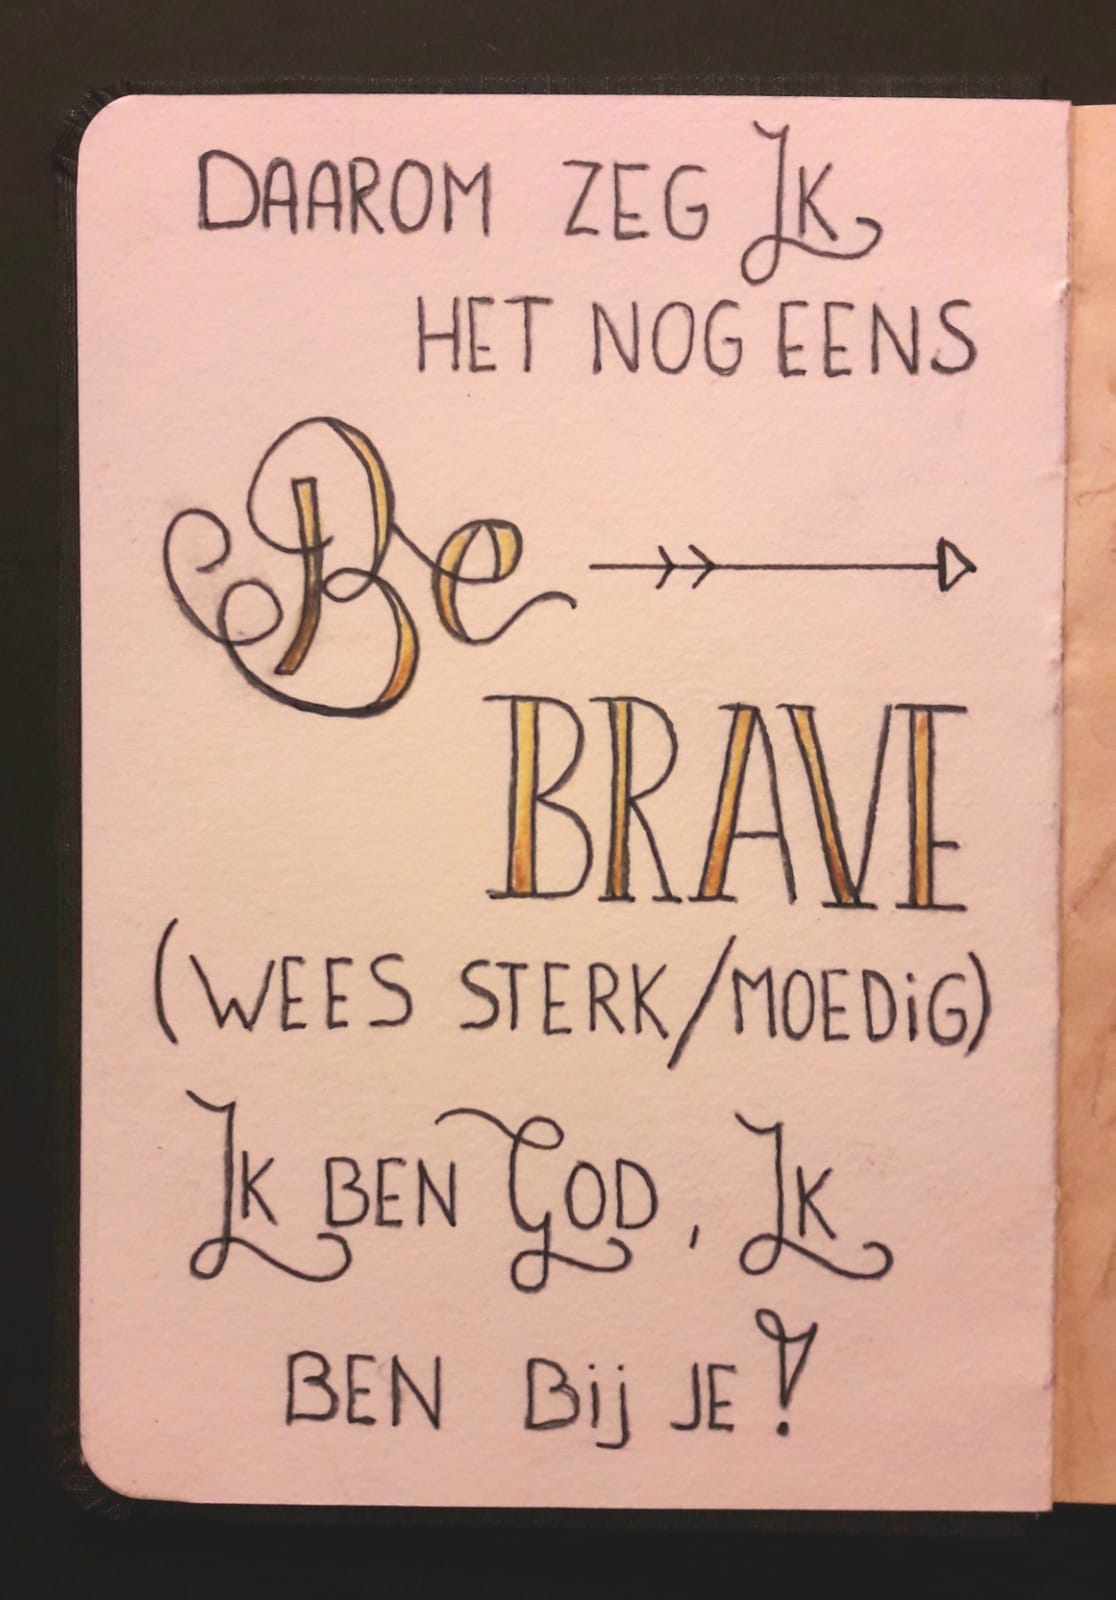 DAAROM ZEG IK
HET NOG EENS
Be
BRAVE
(WEES STERK/MOEDiG)
IK BEN GOD, IK
BEN Bij JE!